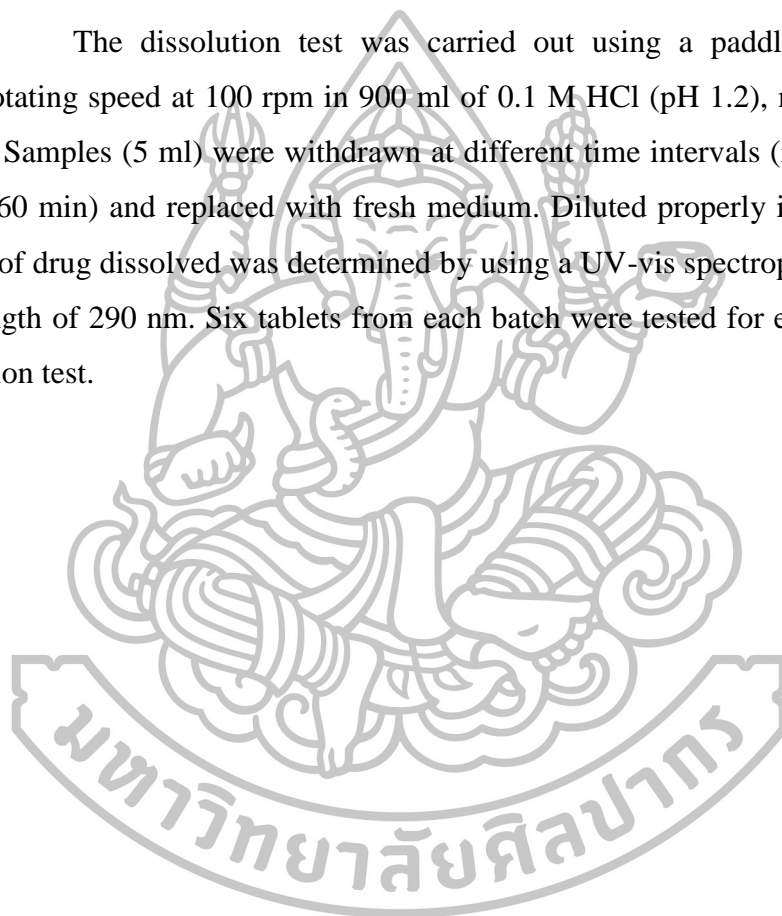 The dissolution test was carried out using a paddl
otating speed at 100 rpm in 900 ml of 0.1 M HCl (pH 1.2),
Samples (5 ml) were withdrawn at different time intervals (
60 min) and replaced with fresh medium. Diluted properly i
of drug dissolved was determined by using a UV-vis spectrop
ngth of 290 nm. Six tablets from each batch were tested for e
ion test.
มหาวิทยาลัยศิลปากร